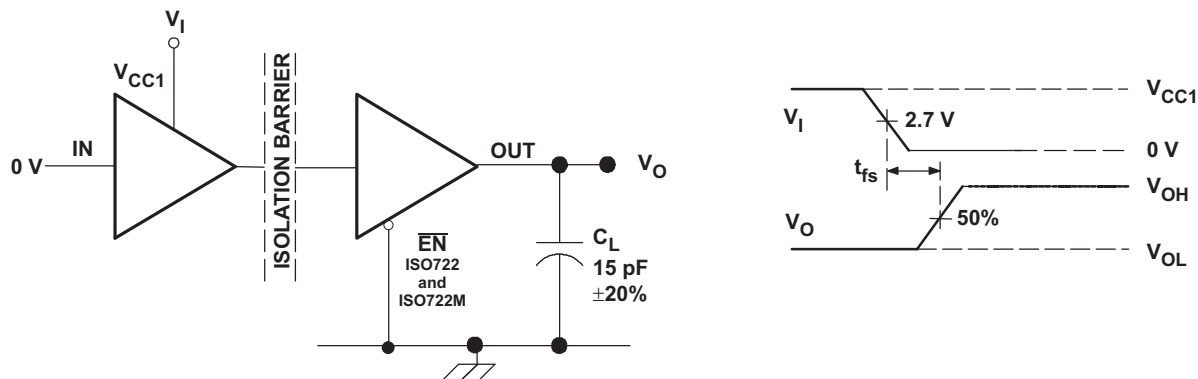 V_I
V_CC1
ISOLATION BARRIER
0 V
IN
OUT
V_O
EN
ISO722
and
ISO722M
C_L
15 pF
±20%
V_I
2.7 V
V_CC1
0 V
t_fs
V_O
50%
V_OH
V_OL